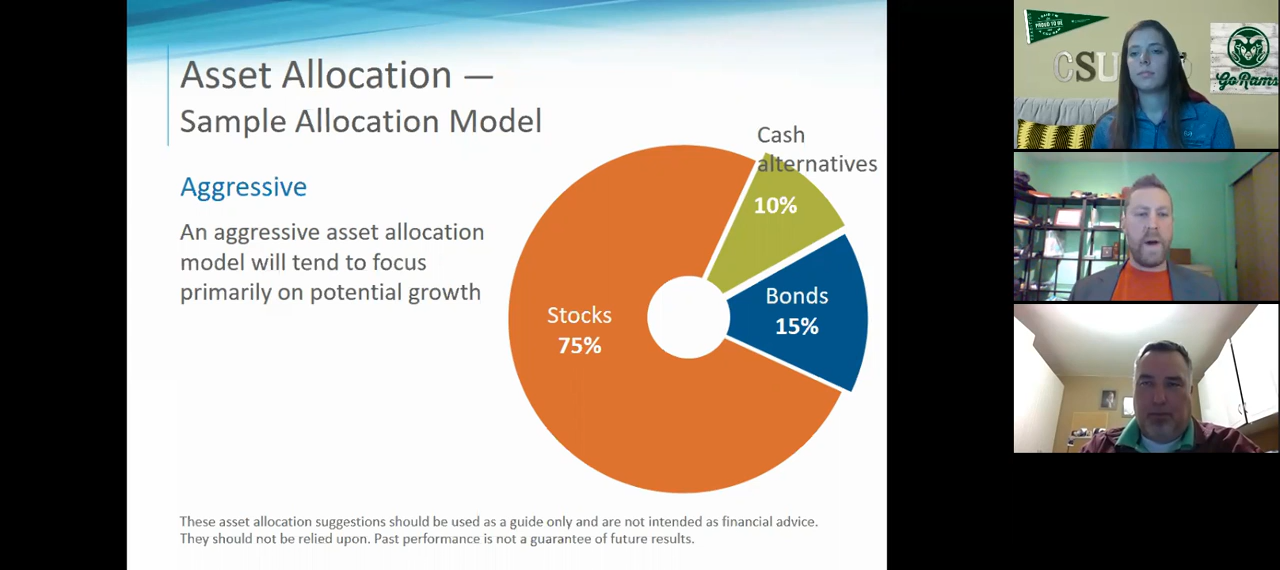 Asset Allocation —
Sample Allocation Model
Aggressive
An aggressive asset allocation
model will tend to focus
primarily on potential growth
Cash
alternatives
10%
Bonds
15%
Stocks
75%
These asset allocation suggestions should be used as a guide only and are not intended as financial advice.
They should not be relied upon. Past performance is not a guarantee of future results.
PROUD TO BE
CSU
Go Rams